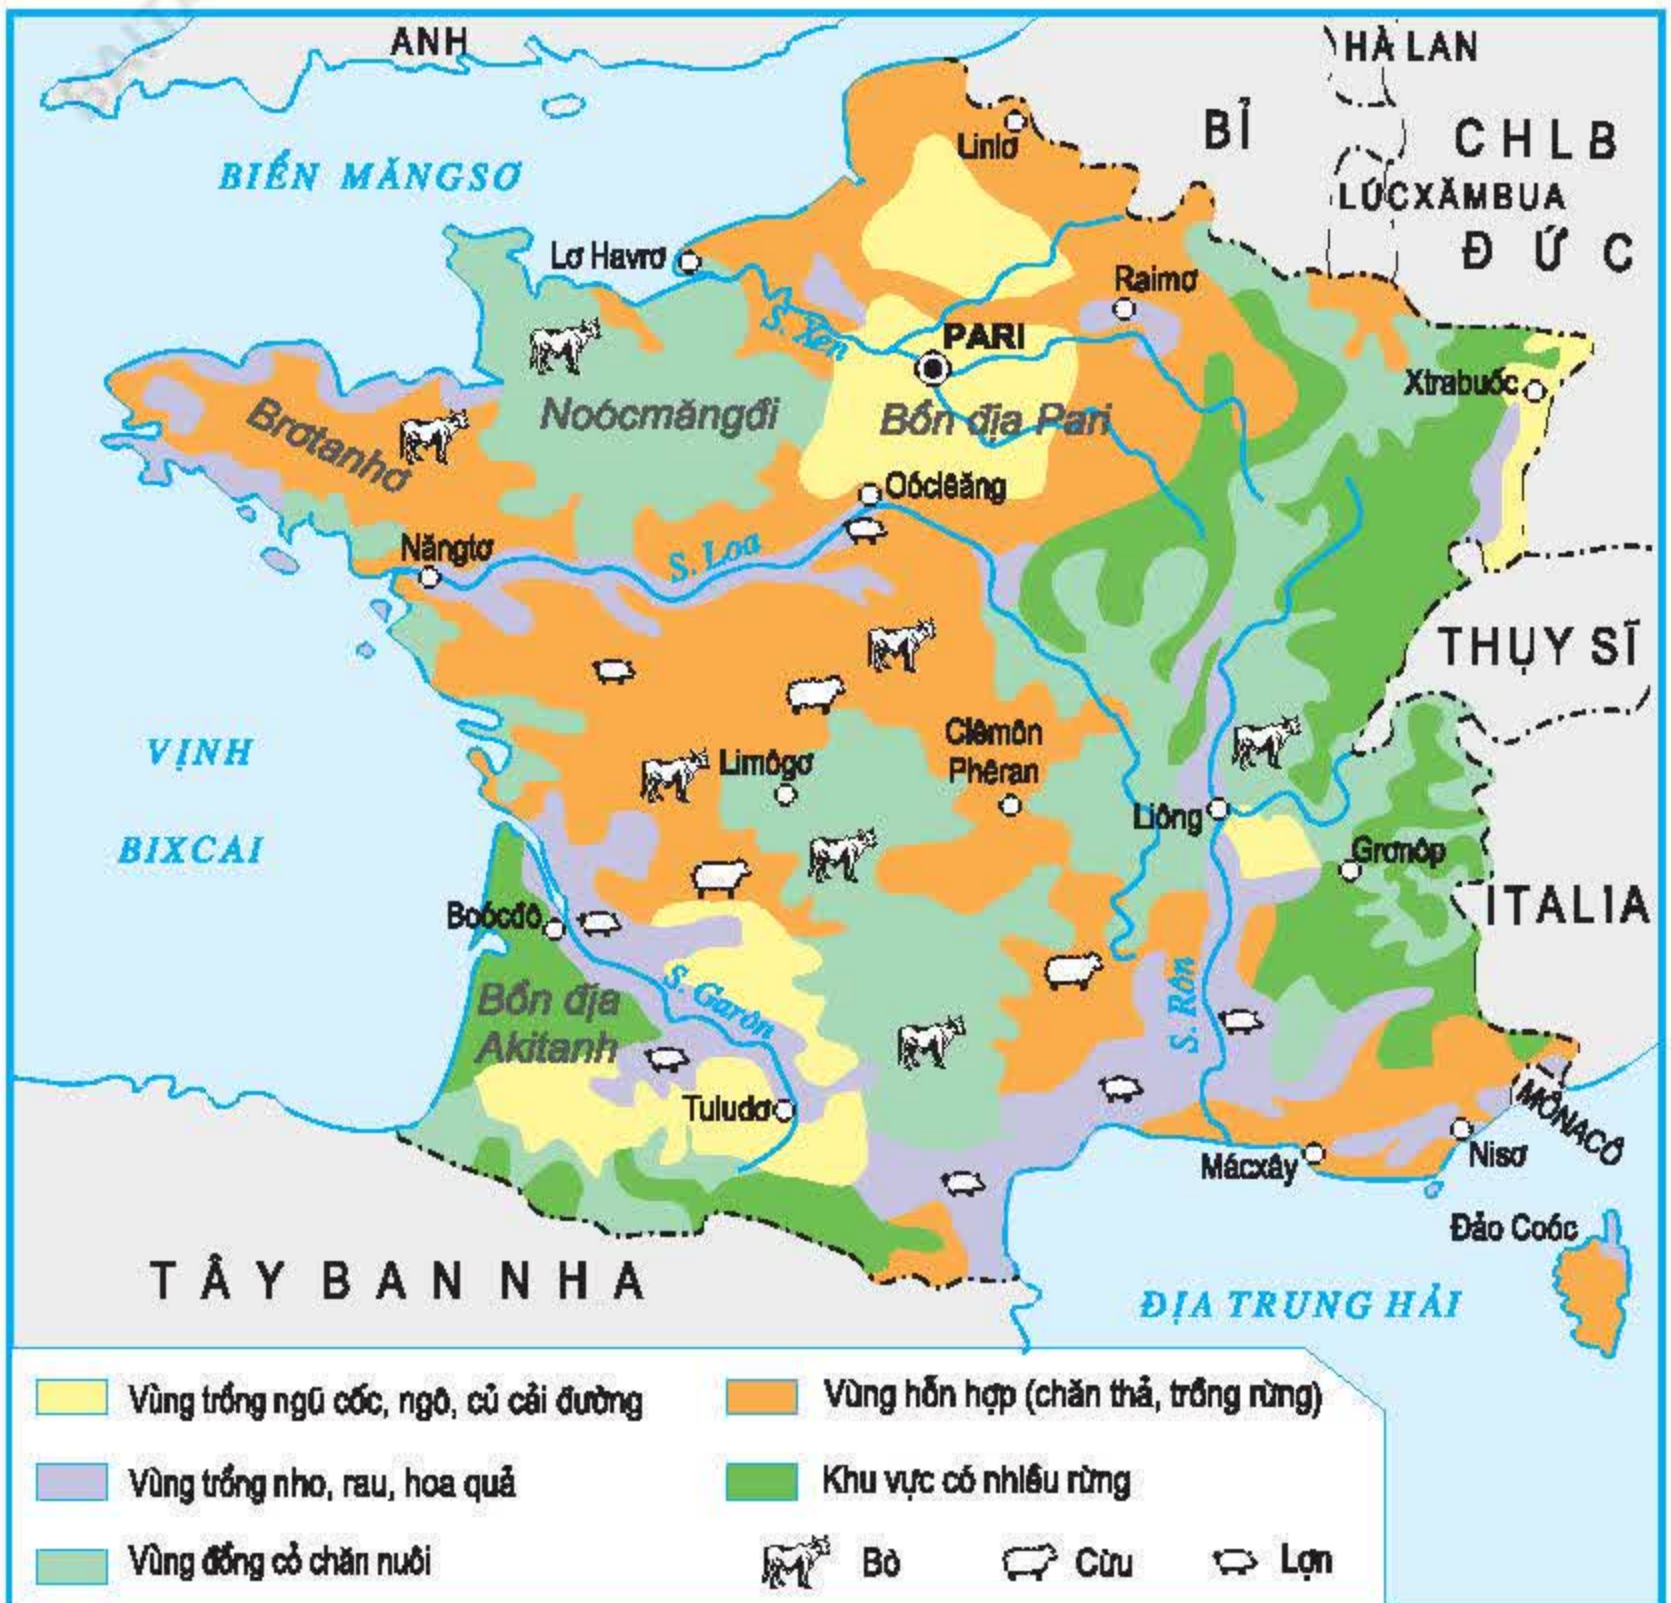 ANH
HÀ LAN
BỈ
CHLB
LÚCXĂMBUA
ĐỨC
BIỂN MĂNGSƠ
Linlơ
Lơ Havrơ
Raimơ
S. Xen
PARI
Xtrabuốc
Brơtanhơ
Noócmăngđi
Bồn địa Pari
Oóclêăng
Năngtơ
S. Loa
THỤY SĨ
VỊNH
BIXCAI
Limôgơ
Clêmôn
Phêran
Liông
Grơnôp
ITALIA
Boócđô
Bồn địa
Akitanh
S. Garôn
S. Rôn
Tuludơ
MÔNACÔ
Mácxây
Nisơ
Đảo Coóc
TÂY BAN NHA
ĐỊA TRUNG HẢI
Vùng trồng ngũ cốc, ngô, củ cải đường
Vùng hỗn hợp (chăn thả, trồng rừng)
Vùng trồng nho, rau, hoa quả
Khu vực có nhiều rừng
Vùng đồng cỏ chăn nuôi
Bò
Cừu
Lợn